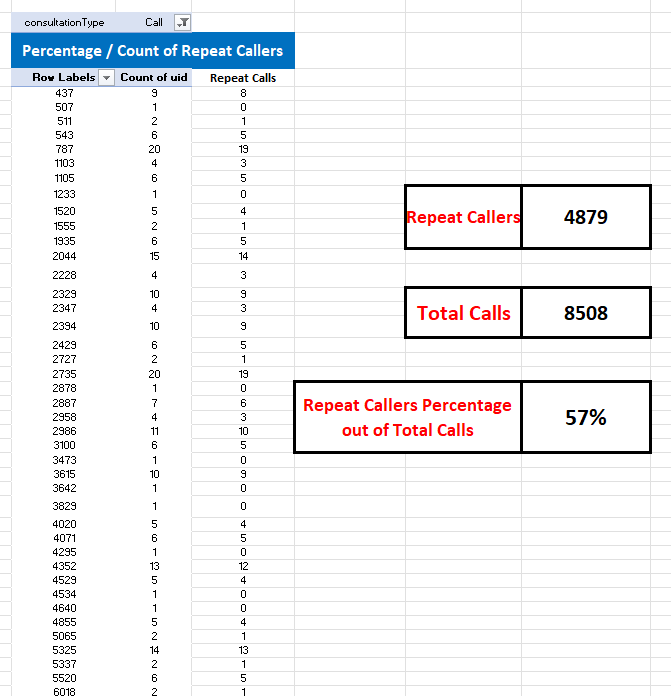 consultationType Call
Percentage / Count of Repeat Callers
Row Labels Count of uid Repeat Calls
437 9 8
507 1 0
511 2 1
543 6 5
787 20 19
1103 4 3
1105 6 5
1233 1 0
1520 5 4
1555 2 1
1935 6 5
2044 15 14
2228 4 3
2329 10 9
2347 4 3
2394 10 9
2429 6 5
2727 2 1
2735 20 19
2878 1 0
2887 7 6
2958 4 3
2986 11 10
3100 6 5
3473 1 0
3615 10 9
3642 1 0
3829 1 0
4020 5 4
4071 6 5
4295 1 0
4352 13 12
4529 5 4
4534 1 0
4640 1 0
4855 5 4
5065 2 1
5325 14 13
5337 2 1
5520 6 5
6018 2 1
Repeat Callers 4879
Total Calls 8508
Repeat Callers Percentage
out of Total Calls 57%